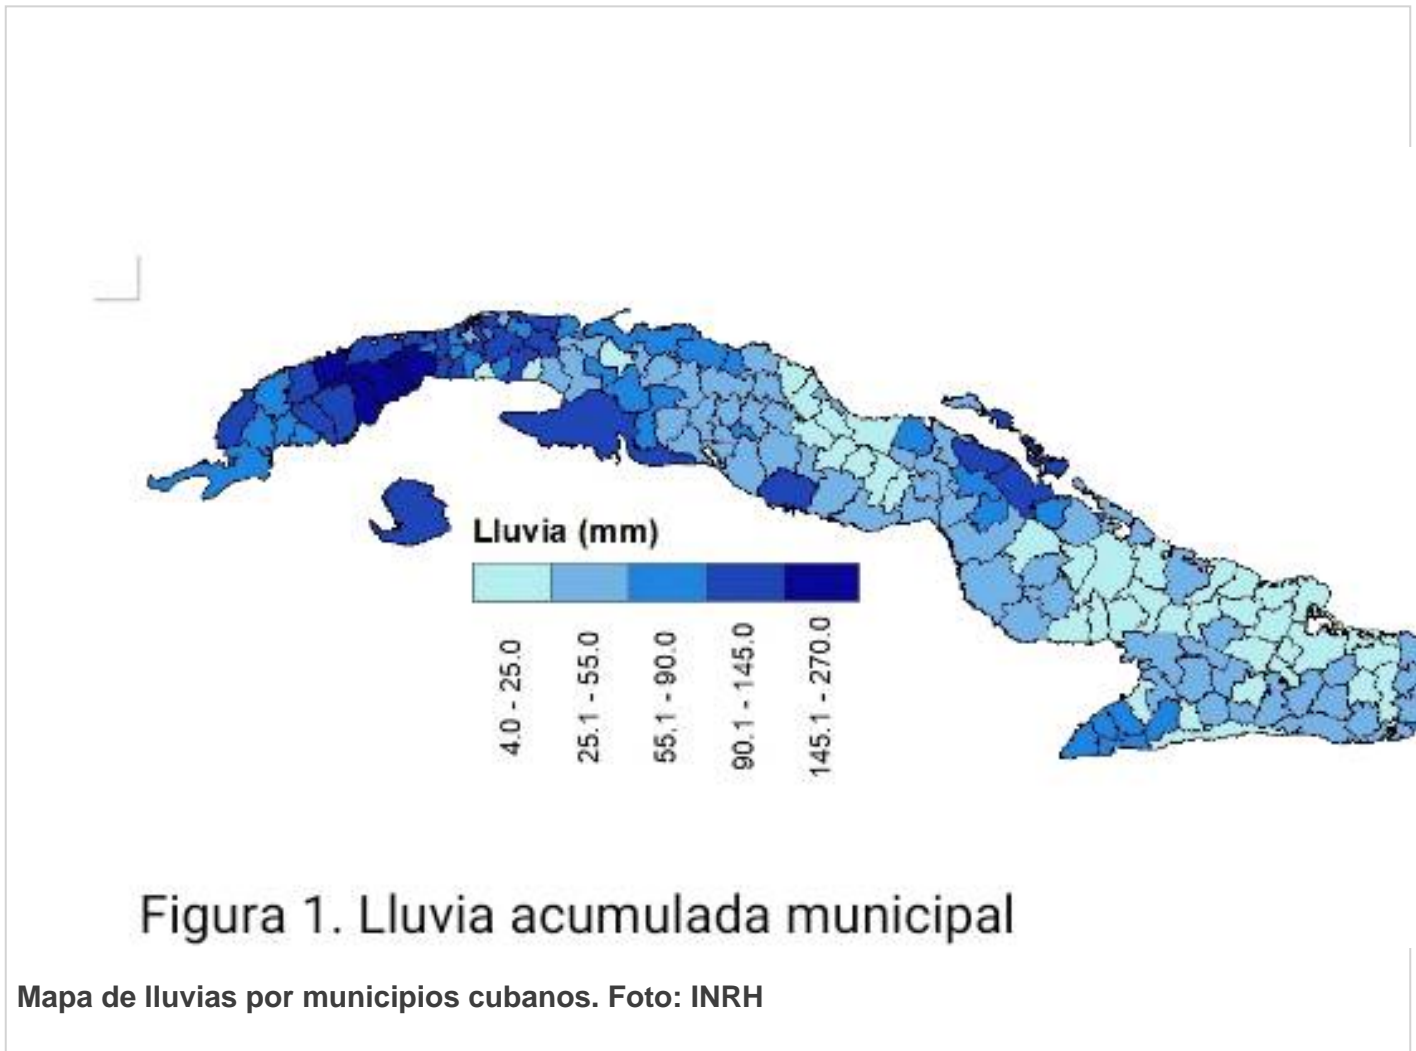 Lluvia (mm)
4.0 - 25.0
25.1 - 55.0
55.1 - 90.0
90.1 - 145.0
145.1 - 270.0
Figura 1. Lluvia acumulada municipal
Mapa de lluvias por municipios cubanos. Foto: INRH